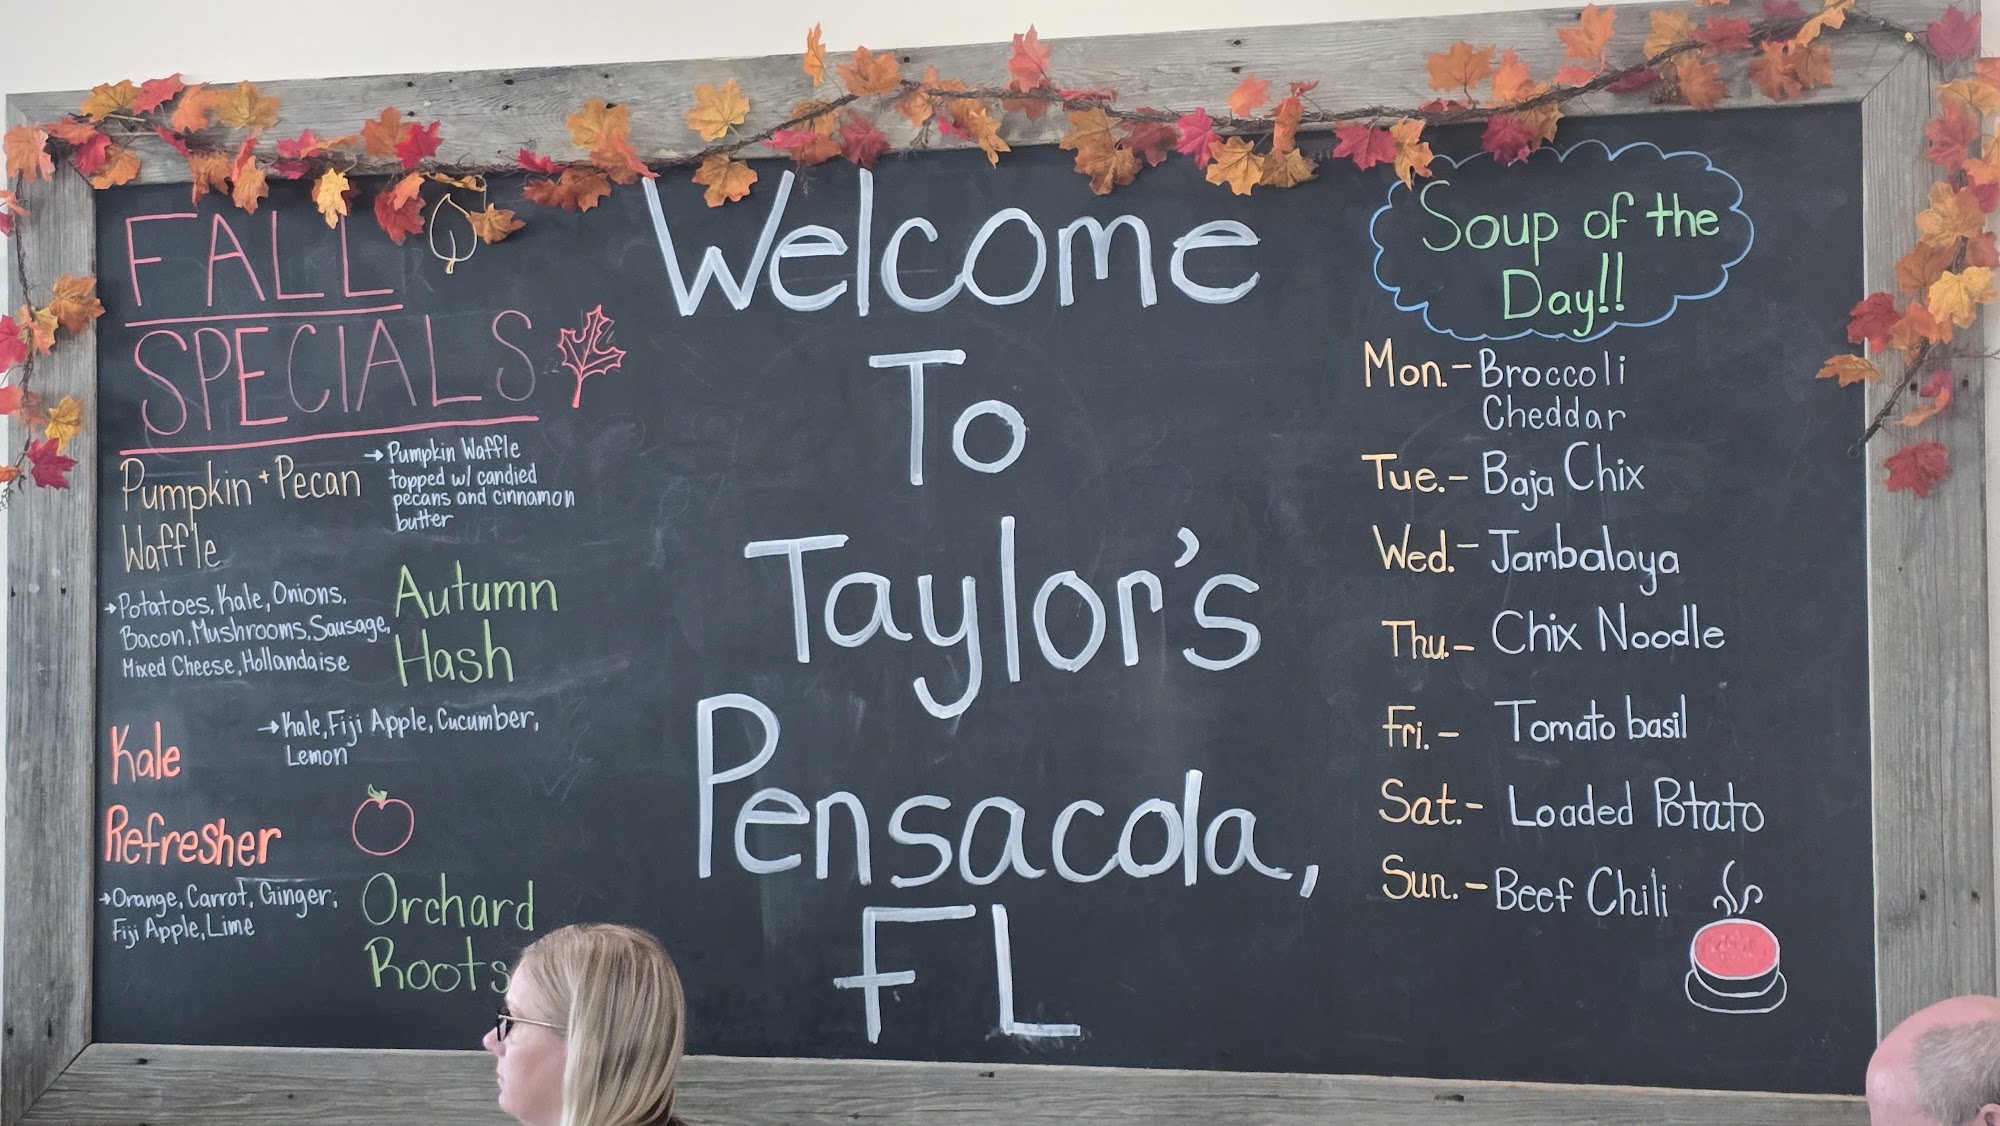 FALL
SPECIALS
Pumpkin + Pecan
Waffle
→ Pumpkin Waffle
topped w/ candied
pecans and cinnamon
butter
Autumn
Hash
→ Potatoes, Kale, Onions,
Bacon, Mushrooms, Sausage,
Mixed Cheese, Hollandaise
Kale
Refresher
→ Kale, Fiji Apple, Cucumber,
Lemon
Orchard
Roots
→ Orange, Carrot, Ginger,
Fiji Apple, Lime
Welcome
To
Taylor's
Pensacola,
FL
Soup of the
Day!!
Mon. - Broccoli
Cheddar
Tue. - Baja Chix
Wed. - Jambalaya
Thu. - Chix Noodle
Fri. - Tomato basil
Sat. - Loaded Potato
Sun. - Beef Chili